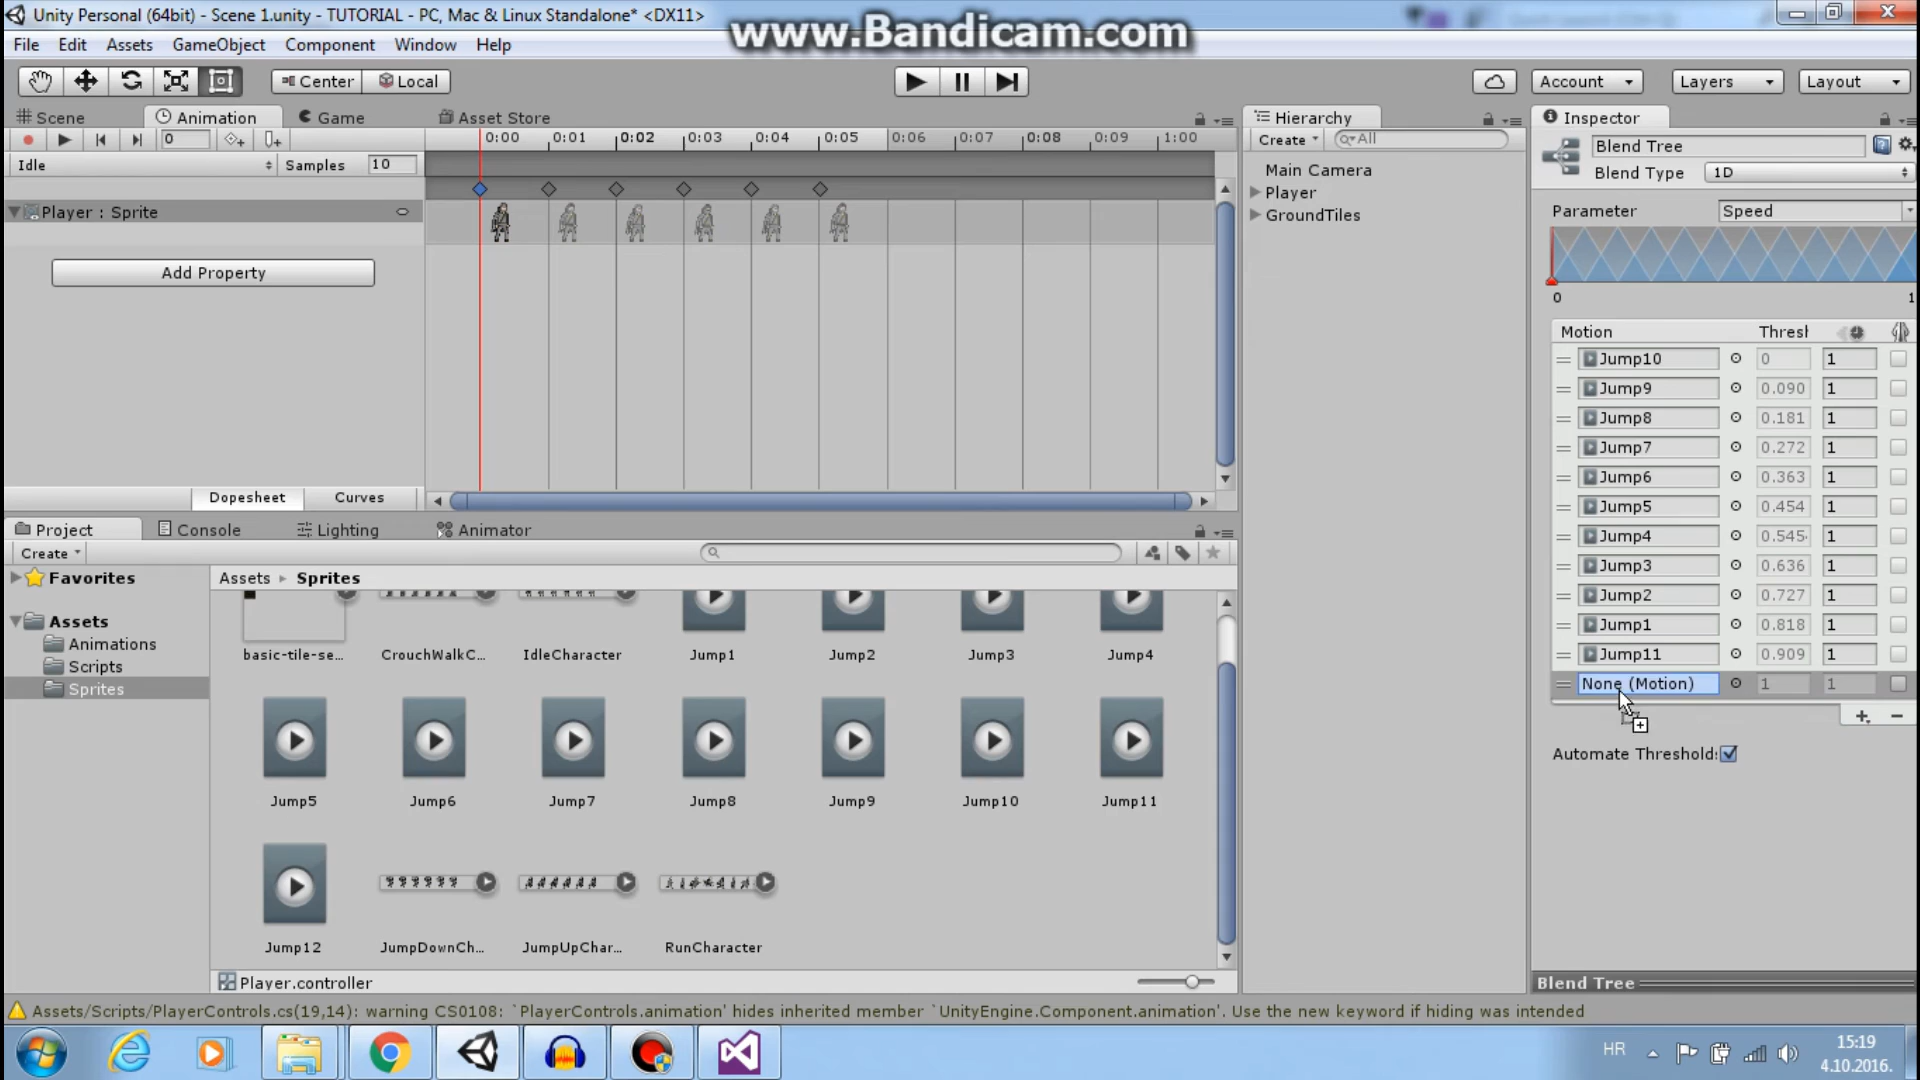 Unity Personal (64bit) - Scene 1.unity - TUTORIAL - PC, Mac & Linux Standalone* <DX11>
www.Bandicam.com
File Edit Assets GameObject Component Window Help
Center Local Account Layers Layout
Scene Animation Game Asset Store Hierarchy Inspector
0 0:00 0:01 0:02 0:03 0:04 0:05 0:06 0:07 0:08 0:09 1:00 Create All Blend Tree
Idle Samples 10 Main Camera Blend Type 1D
Player : Sprite Player
GroundTiles Parameter Speed
Add Property
0 1
Motion Thresl
Jump10 0 1
Jump9 0.090 1
Jump8 0.181 1
Jump7 0.272 1
Jump6 0.363 1
Dopesheet Curves Jump5 0.454 1
Project Console Lighting Animator Jump4 0.545 1
Create Jump3 0.636 1
Favorites Assets Sprites Jump2 0.727 1
Assets Jump1 0.818 1
Animations basic-tile-se... CrouchWalkC... IdleCharacter Jump1 Jump2 Jump3 Jump4 Jump11 0.909 1
Scripts
Sprites None (Motion) 1 1
Automate Threshold:
Jump5 Jump6 Jump7 Jump8 Jump9 Jump10 Jump11
Jump12 JumpDownCh... JumpUpChar... RunCharacter
Player.controller Blend Tree
Assets/Scripts/PlayerControls.cs(19,14): warning CS0108: `PlayerControls.animation' hides inherited member `UnityEngine.Component.animation'. Use the new keyword if hiding was intended
HR 15:19
4.10.2016.